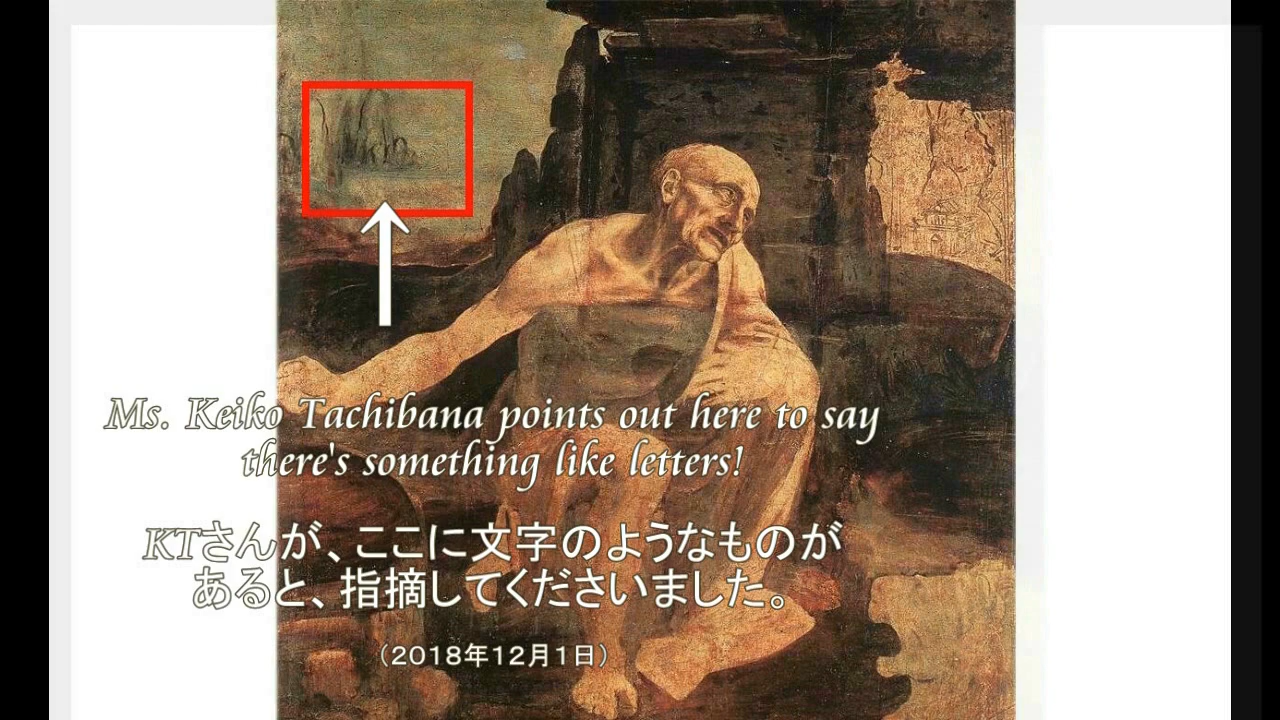 Ms. Keiko Tachibana points out here to say
there's something like letters!
KTさんが、ここに文字のようなものが
あると、指摘してくださいました。
（2018年12月1日）